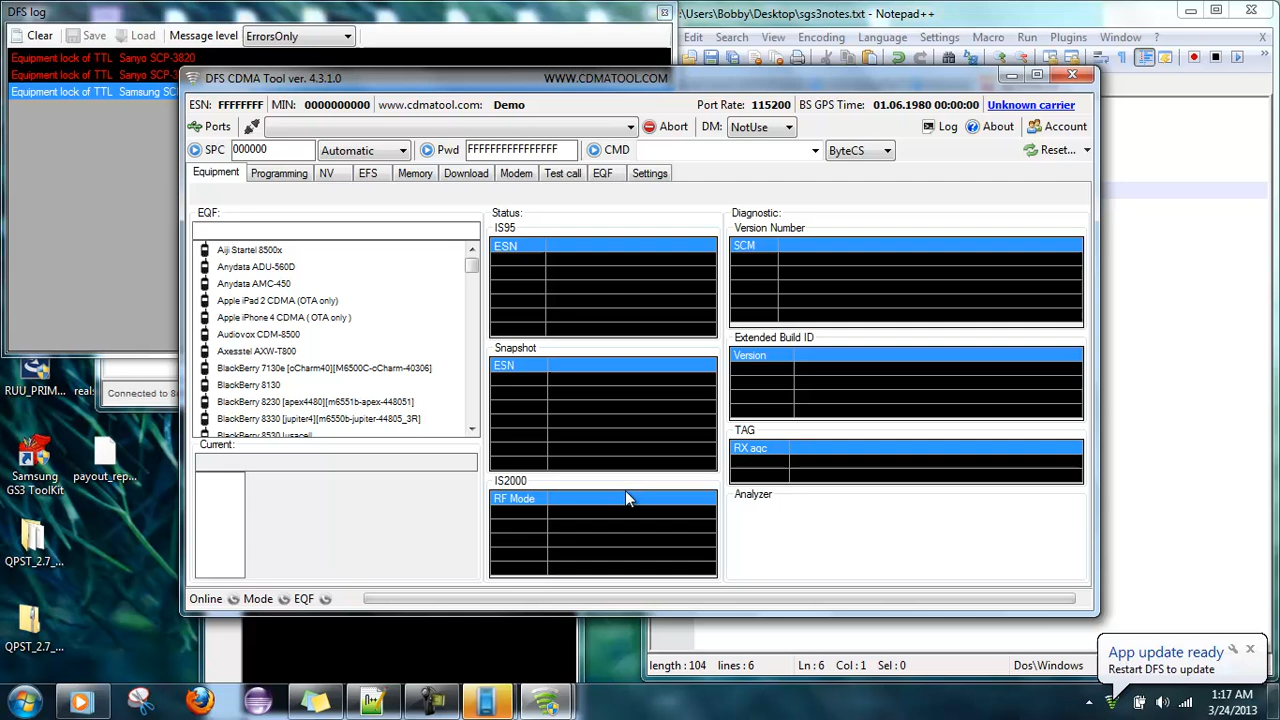 DFS log
\Users\Bobby\Desktop\sgs3notes.txt - Notepad++
Clear
Save
Load
Message level
ErrorsOnly
Edit Search View Encoding Language Settings Macro Run Plugins Window ?
X
Equipment lock of TTL Sanyo SCP-3820
Equipment lock of TTL Sanyo SCP-3
Equipment lock of TTL Samsung SC
DFS CDMA Tool ver. 4.3.1.0
WWW.CDMATOOL.COM
ESN: FFFFFFFF MIN: 0000000000 www.cdmatool.com: Demo
Port Rate: 115200 BS GPS Time: 01.06.1980 00:00:00 Unknown carrier
Ports
Abort DM: NotUse
Log About Account
SPC 000000 Automatic Pwd FFFFFFFFFFFFFFFF CMD
ByteCS
Reset...
Equipment Programming NV EFS Memory Download Modem Test call EQF Settings
EQF:
Aiji Startel 8500x
Anydata ADU-560D
Anydata AMC-450
Apple iPad 2 CDMA (OTA only)
Apple iPhone 4 CDMA ( OTA only )
Audiovox CDM-8500
Axesstel AXW-T800
BlackBerry 7130e [cCharm40][M6500C-cCharm-40306]
BlackBerry 8130
BlackBerry 8230 [apex4480][m6551b-apex-448051]
BlackBerry 8330 [jupiter4][m6550b-jupiter-44805_3R]
BlackBerry 8530 [usacell]
Current:
Status:
IS95
ESN
Snapshot
ESN
IS2000
RF Mode
Diagnostic:
Version Number
SCM
Extended Build ID
Version
TAG
RX agc
Analyzer
Online Mode EQF
RUU_PRIM...
real
Connected to 8
Samsung GS3 ToolKit
payout_rep...
QPST_2.7_...
QPST_2.7_...
length : 104 lines : 6
Ln : 6 Col : 1 Sel : 0
Dos\Windows
App update ready
Restart DFS to update
1:17 AM
3/24/2013